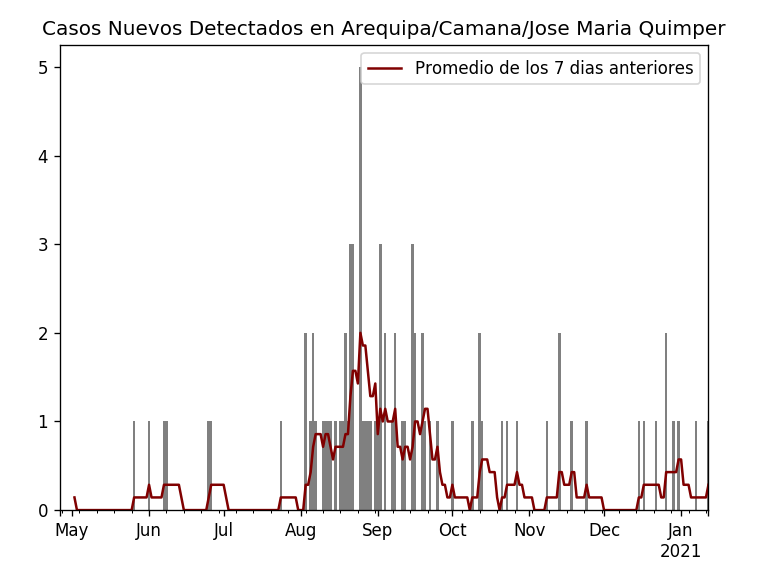 Casos Nuevos Detectados en Arequipa/Camana/Jose Maria Quimper
Promedio de los 7 dias anteriores
5
4
3
2
1
0
May Jun Jul Aug Sep Oct Nov Dec Jan
2021